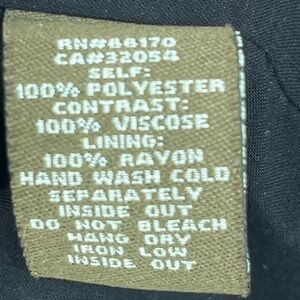 RN#66170
CA#32054
SELF:
100% POLYESTER
CONTRAST:
100% VISCOSE
LINING:
100% RAYON
HAND WASH COLD
SEPARATELY
INSIDE OUT
DO NOT BLEACH
HANG DRY
IRON LOW
INSIDE OUT